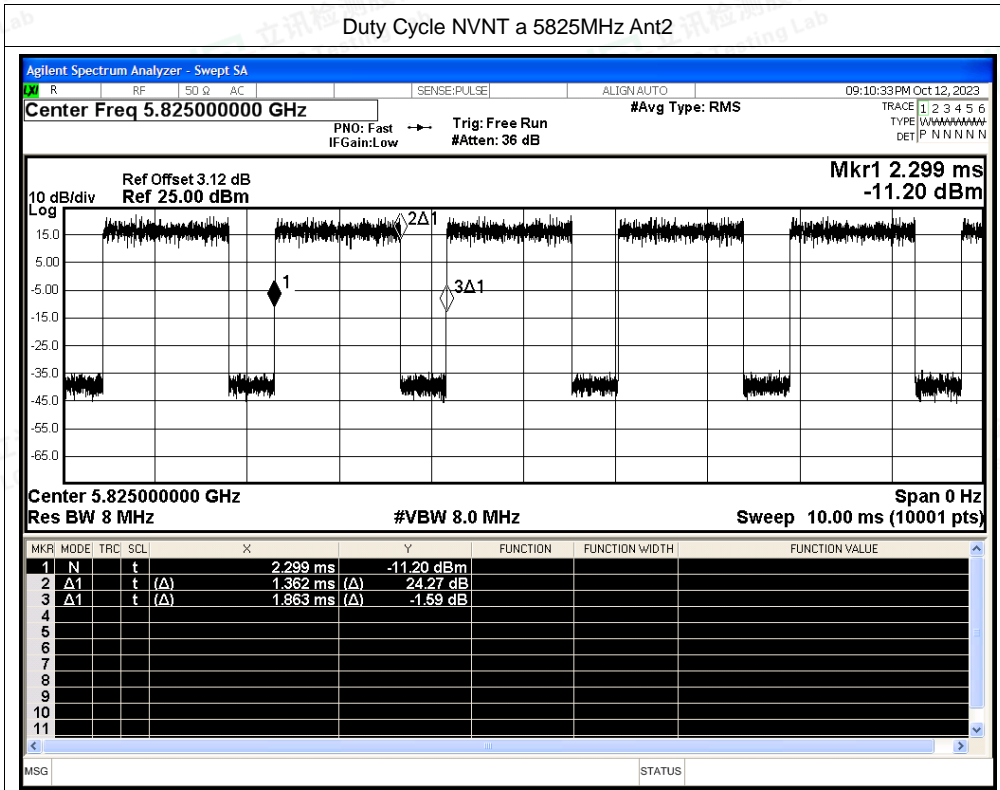 Duty Cycle NVNT a 5825MHz Ant2
Agilent Spectrum Analyzer - Swept SA
LXI R RF 50 Ω AC SENSE:PULSE ALIGN AUTO 09:10:33 PM Oct 12, 2023
Center Freq 5.825000000 GHz #Avg Type: RMS TRACE 1 2 3 4 5 6
PNO: Fast Trig: Free Run TYPE WWWWWW
IFGain:Low #Atten: 36 dB DET P N N N N N
Mkr1 2.299 ms
Ref Offset 3.12 dB
10 dB/div Ref 25.00 dBm -11.20 dBm
Log
2Δ1
15.0
5.00
1
3Δ1
-5.00
-15.0
-25.0
-35.0
-45.0
-55.0
-65.0
Center 5.825000000 GHz Span 0 Hz
Res BW 8 MHz #VBW 8.0 MHz Sweep 10.00 ms (10001 pts)
MKR MODE TRC SCL X Y FUNCTION FUNCTION WIDTH FUNCTION VALUE
1 N t 2.299 ms -11.20 dBm
2 Δ1 t (Δ) 1.362 ms (Δ) 24.27 dB
3 Δ1 t (Δ) 1.863 ms (Δ) -1.59 dB
4
5
6
7
8
9
10
11
MSG STATUS